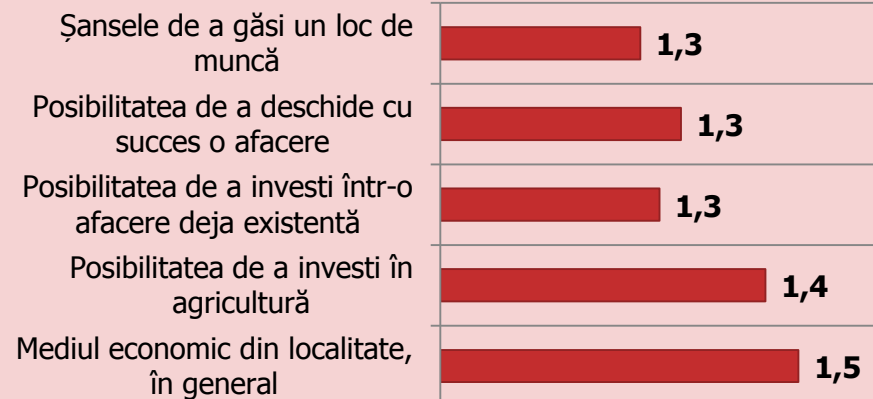 Șansele de a găsi un loc de
muncă
1,3
Posibilitatea de a deschide cu
succes o afacere
1,3
Posibilitatea de a investi într-o
afacere deja existentă
1,3
Posibilitatea de a investi în
agricultură
1,4
Mediul economic din localitate,
în general
1,5